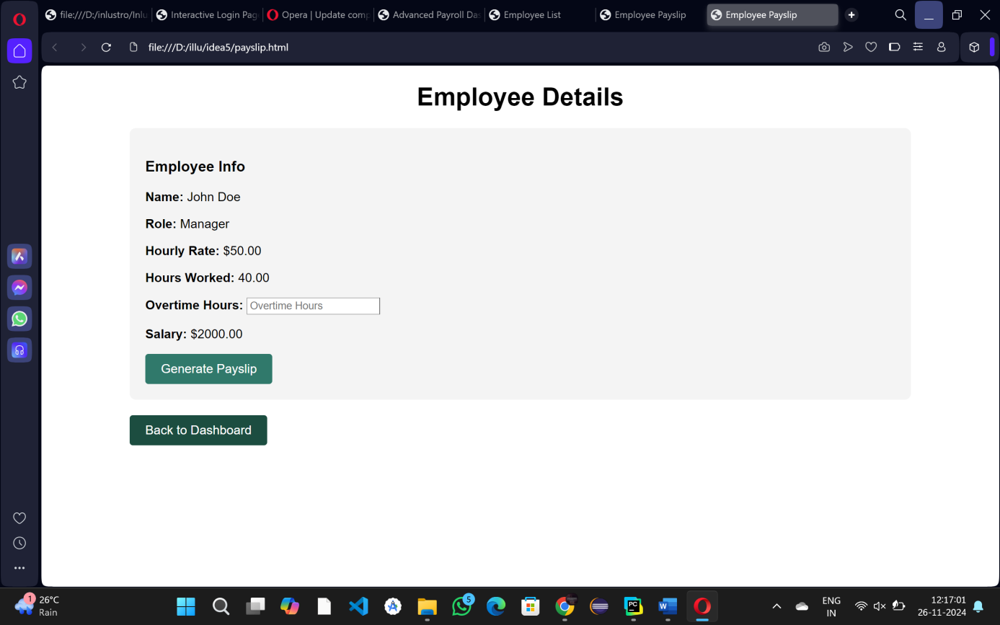 file:///D:/inlustro/Inlu
Interactive Login Page
Opera | Update comp
Advanced Payroll Das
Employee List
Employee Payslip
Employee Payslip
file:///D:/illu/idea5/payslip.html
Employee Details
Employee Info
Name: John Doe
Role: Manager
Hourly Rate: $50.00
Hours Worked: 40.00
Overtime Hours: Overtime Hours
Salary: $2000.00
Generate Payslip
Back to Dashboard
1
26°C
Rain
5
PC
W
ENG
IN
12:17:01
26-11-2024